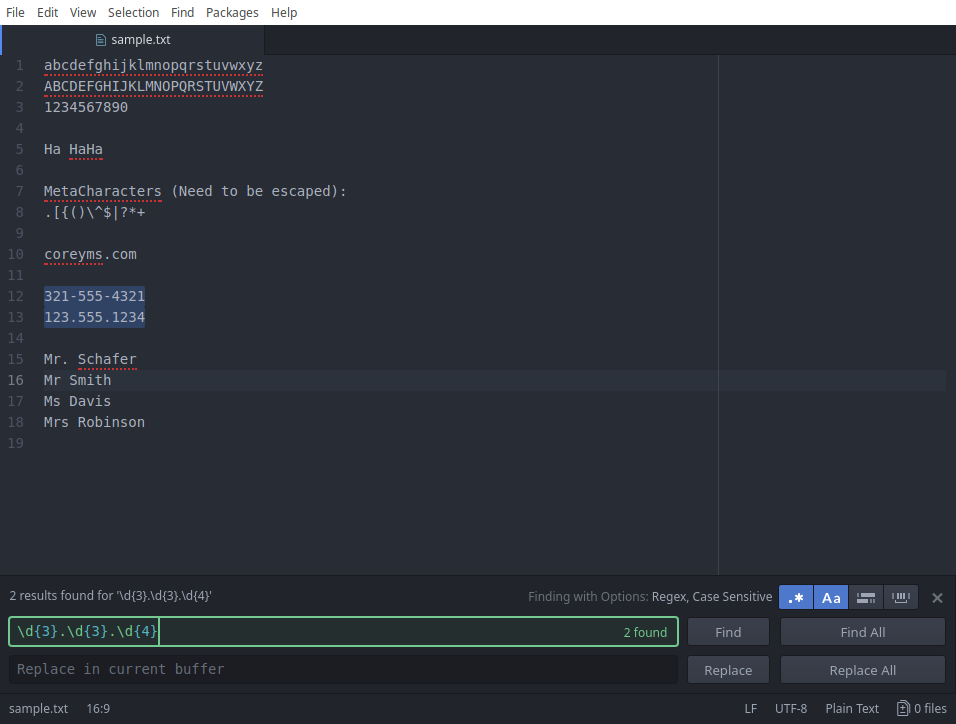 File Edit View Selection Find Packages Help
sample.txt
1 abcdefghijklmnopqrstuvwxyz
2 ABCDEFGHIJKLMNOPQRSTUVWXYZ
3 1234567890
4
5 Ha HaHa
6
7 MetaCharacters (Need to be escaped):
8 .[{()\^$|?*+
9
10 coreyms.com
11
12 321-555-4321
13 123.555.1234
14
15 Mr. Schafer
16 Mr Smith
17 Ms Davis
18 Mrs Robinson
19
2 results found for '\d{3}.\d{3}.\d{4}' Finding with Options: Regex, Case Sensitive .* Aa
\d{3}.\d{3}.\d{4} 2 found Find Find All
Replace in current buffer Replace Replace All
sample.txt 16:9 LF UTF-8 Plain Text 0 files